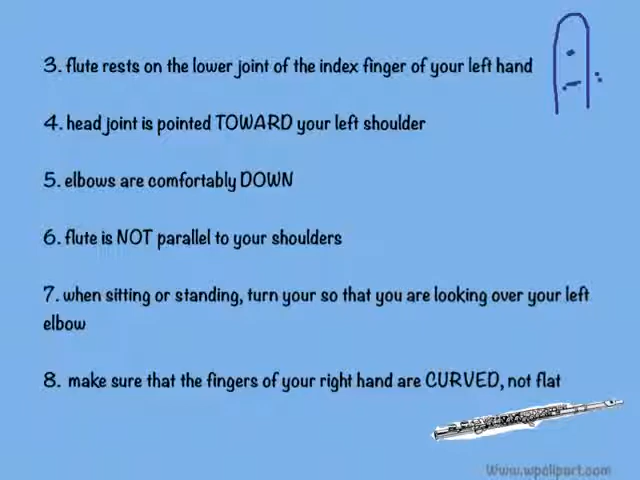 3. flute rests on the lower joint of the index finger of your left hand
4. head joint is pointed TOWARD your left shoulder
5. elbows are comfortably DOWN
6. flute is NOT parallel to your shoulders
7. when sitting or standing, turn your so that you are looking over your left
elbow
8. make sure that the fingers of your right hand are CURVED, not flat
Www.wpclipart.com